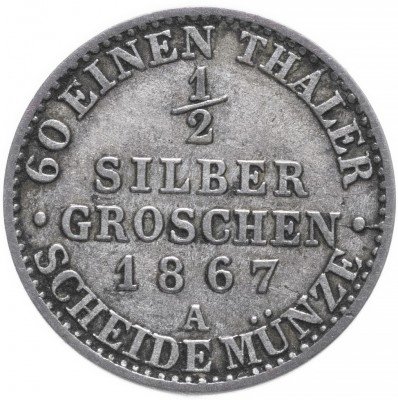 60 EINEN THALER
1/2
SILBER
GROSCHEN
1867
A
SCHEIDE MÜNZE